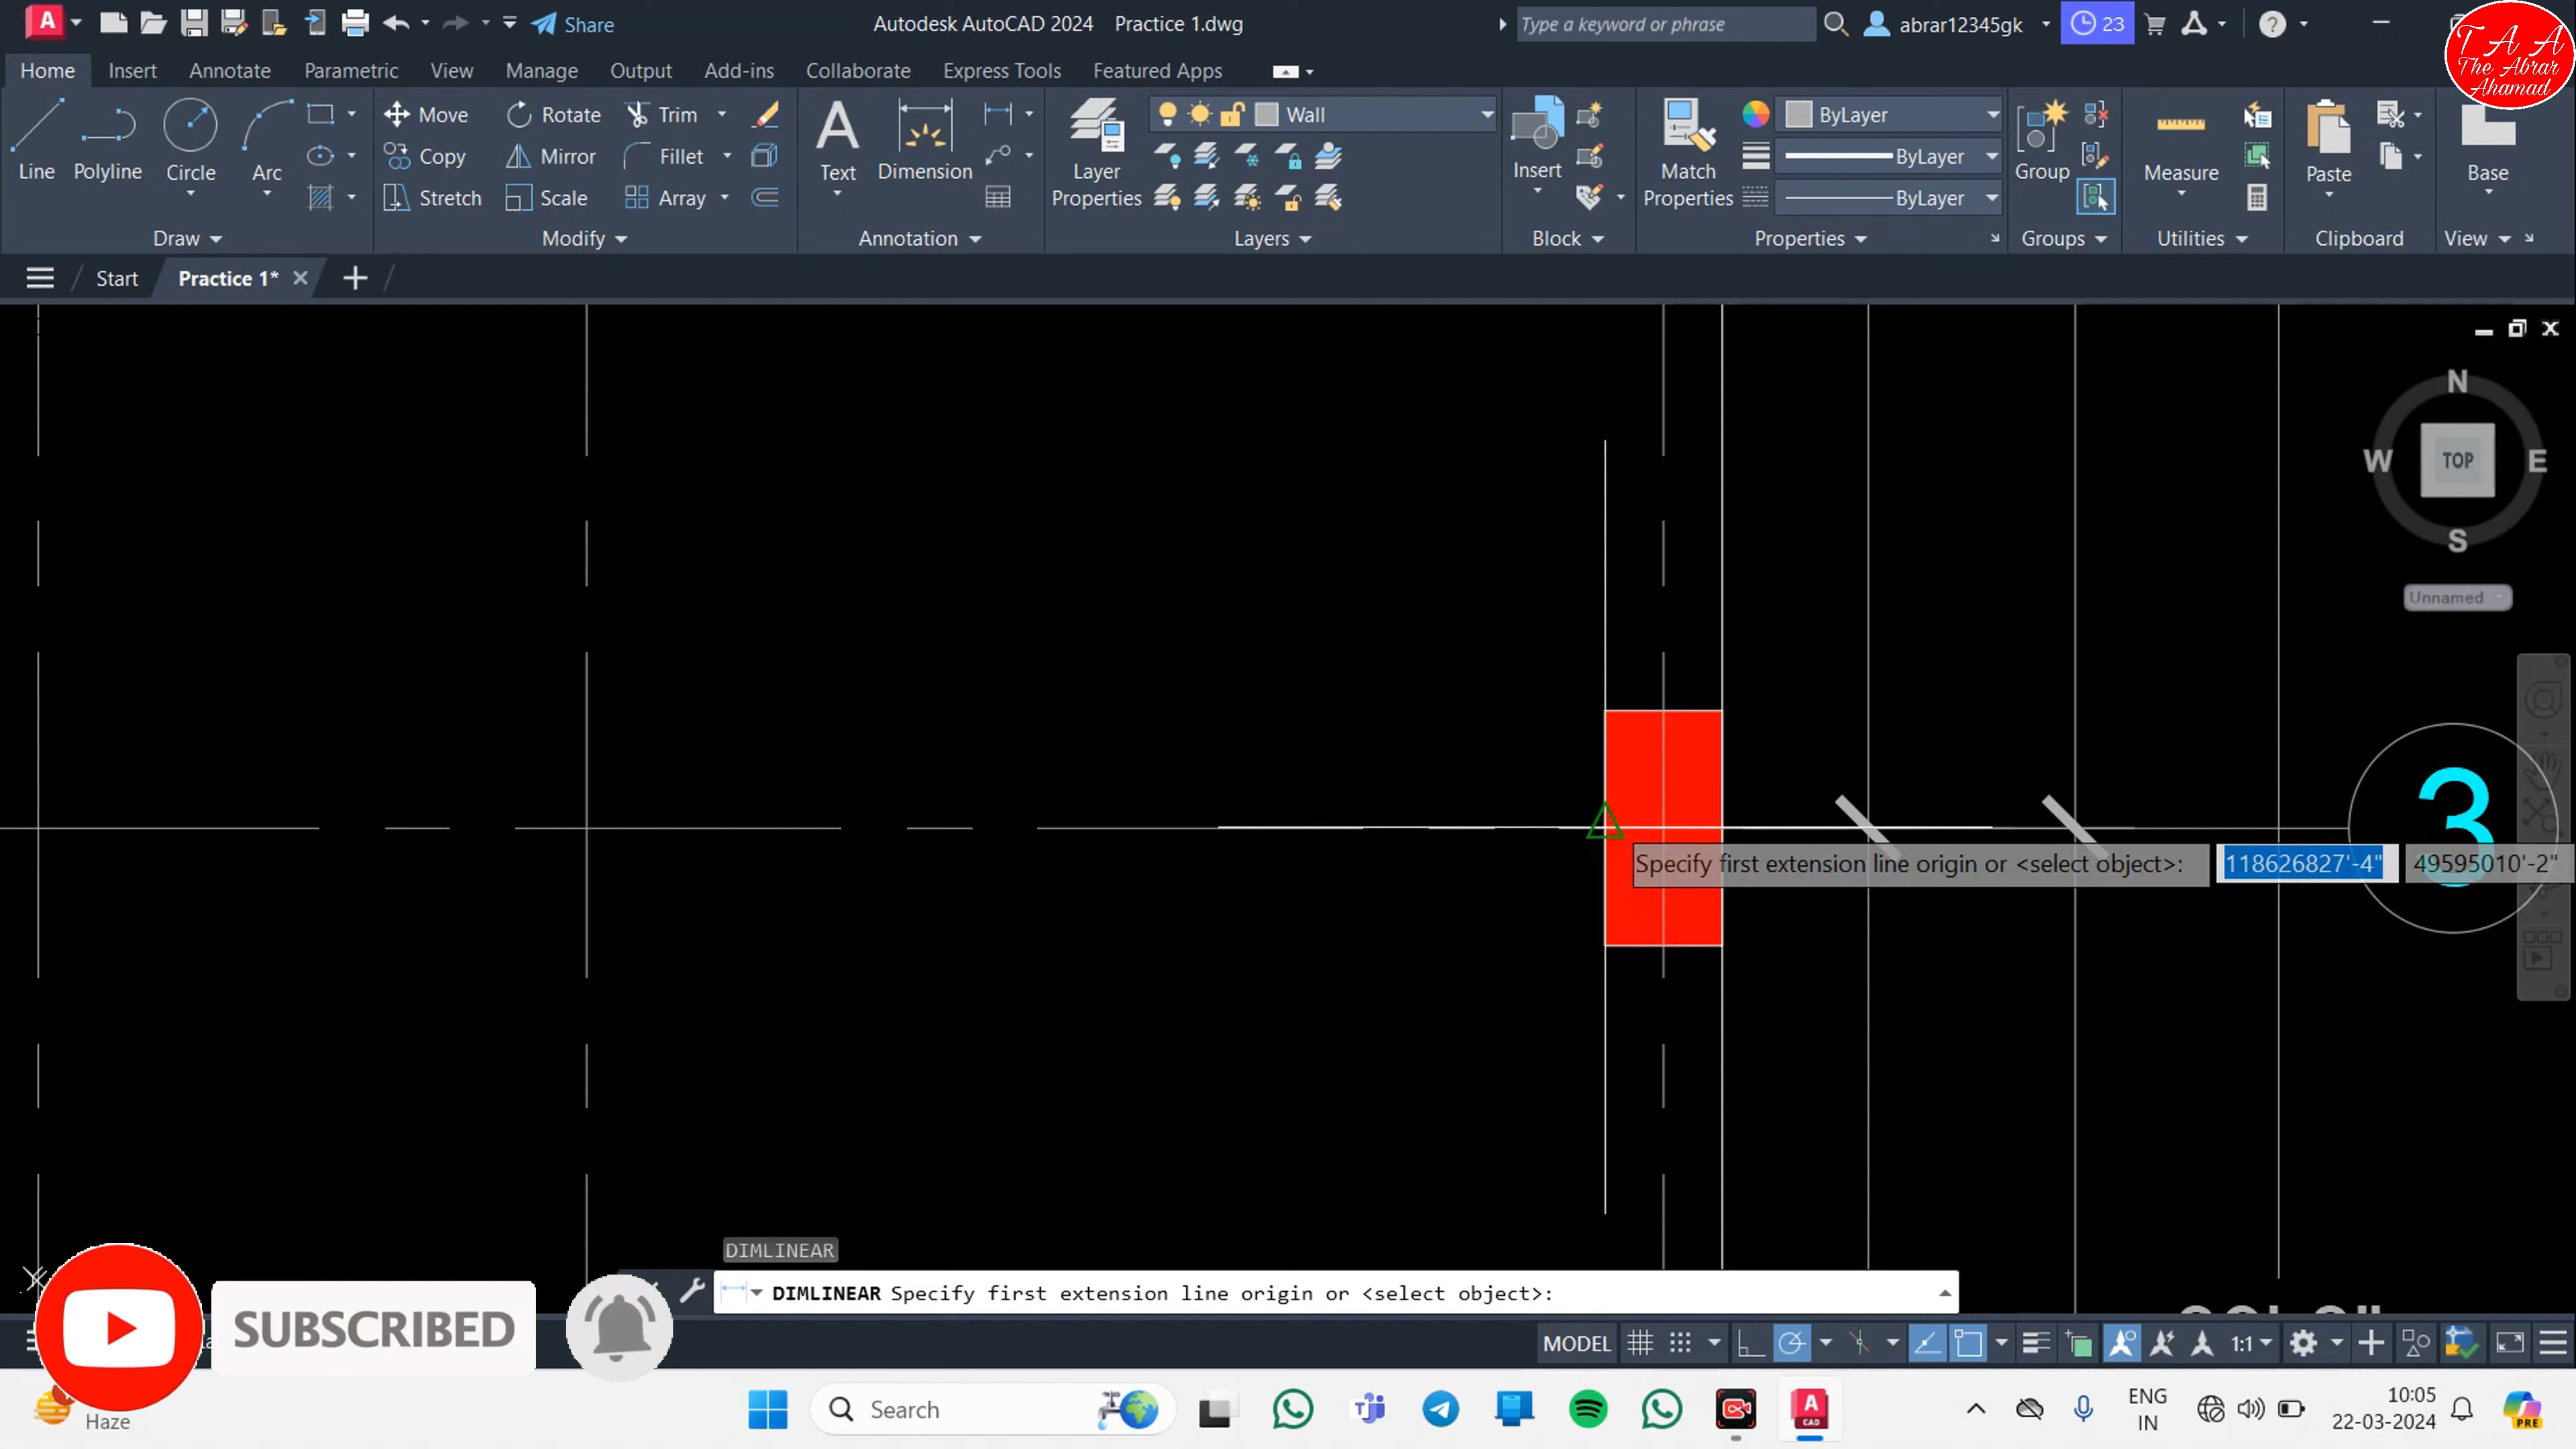 A
Share
Autodesk AutoCAD 2024 Practice 1.dwg
Type a keyword or phrase
abrar12345gk
23
T A A
The Abrar
Ahamad
Home Insert Annotate Parametric View Manage Output Add-ins Collaborate Express Tools Featured Apps
Line Polyline Circle Arc
Move Rotate Trim
Copy Mirror Fillet
Stretch Scale Array
Text Dimension
Layer
Properties
Wall
Insert
Match
Properties
ByLayer
ByLayer
ByLayer
Group
Measure
Paste
Base
Draw Modify Annotation Layers Block Properties Groups Utilities Clipboard View
Start Practice 1*
N
W TOP E
S
Unnamed
3
Specify first extension line origin or <select object>: 118626827'-4" 49595010'-2"
DIMLINEAR
DIMLINEAR Specify first extension line origin or <select object>:
SUBSCRIBED
MODEL
1:1
Haze
Search
ENG
IN
10:05
22-03-2024
PRE